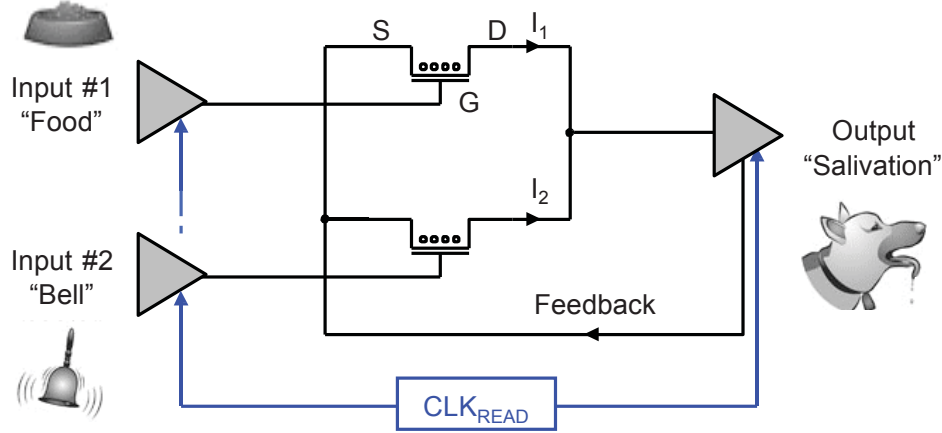 Input #1
“Food”
S
D
I1
G
Output
“Salivation”
I2
Input #2
“Bell”
Feedback
CLKREAD